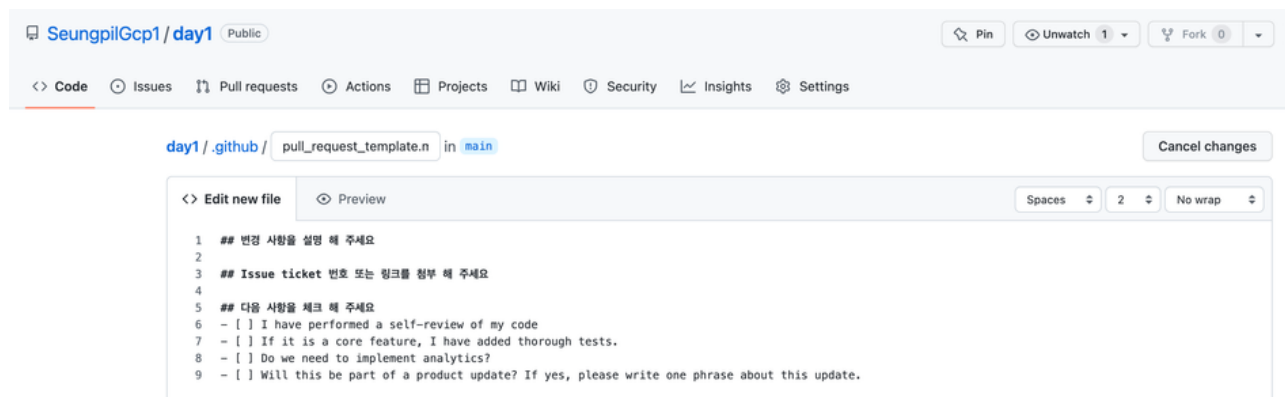 SeungpilGcp1 / day1 Public
Pin
Unwatch 1
Fork 0
<> Code
Issues
Pull requests
Actions
Projects
Wiki
Security
Insights
Settings
day1 / .github / pull_request_template.m in main
Cancel changes
<> Edit new file
Preview
Spaces
2
No wrap
1 ## 변경 사항을 설명 해 주세요
2
3 ## Issue ticket 번호 또는 링크를 첨부 해 주세요
4
5 ## 다음 사항을 체크 해 주세요
6 - [ ] I have performed a self-review of my code
7 - [ ] If it is a core feature, I have added thorough tests.
8 - [ ] Do we need to implement analytics?
9 - [ ] Will this be part of a product update? If yes, please write one phrase about this update.